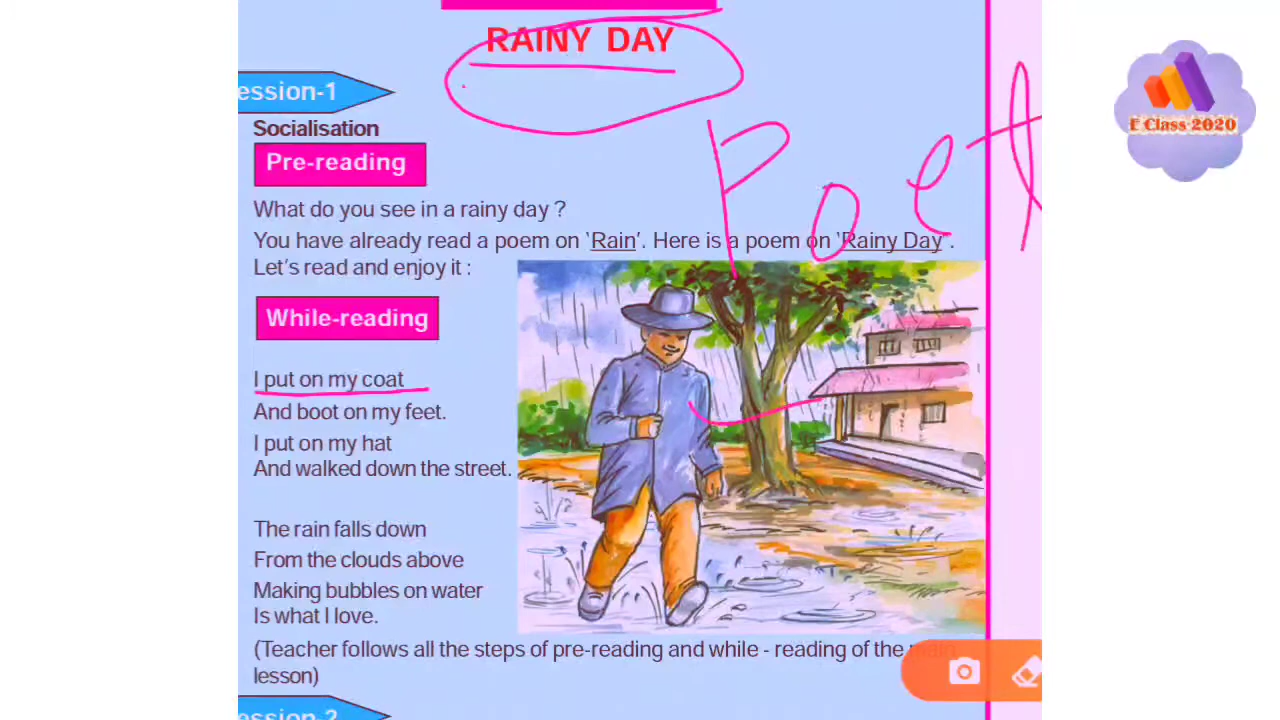 RAINY DAY
ession-1
Socialisation
Pre-reading
What do you see in a rainy day ?
You have already read a poem on 'Rain'. Here is a poem on 'Rainy Day'.
Let's read and enjoy it :
While-reading
I put on my coat
And boot on my feet.
I put on my hat
And walked down the street.
The rain falls down
From the clouds above
Making bubbles on water
Is what I love.
(Teacher follows all the steps of pre-reading and while - reading of the main
lesson)
ession-2
Poet
E Class 2020